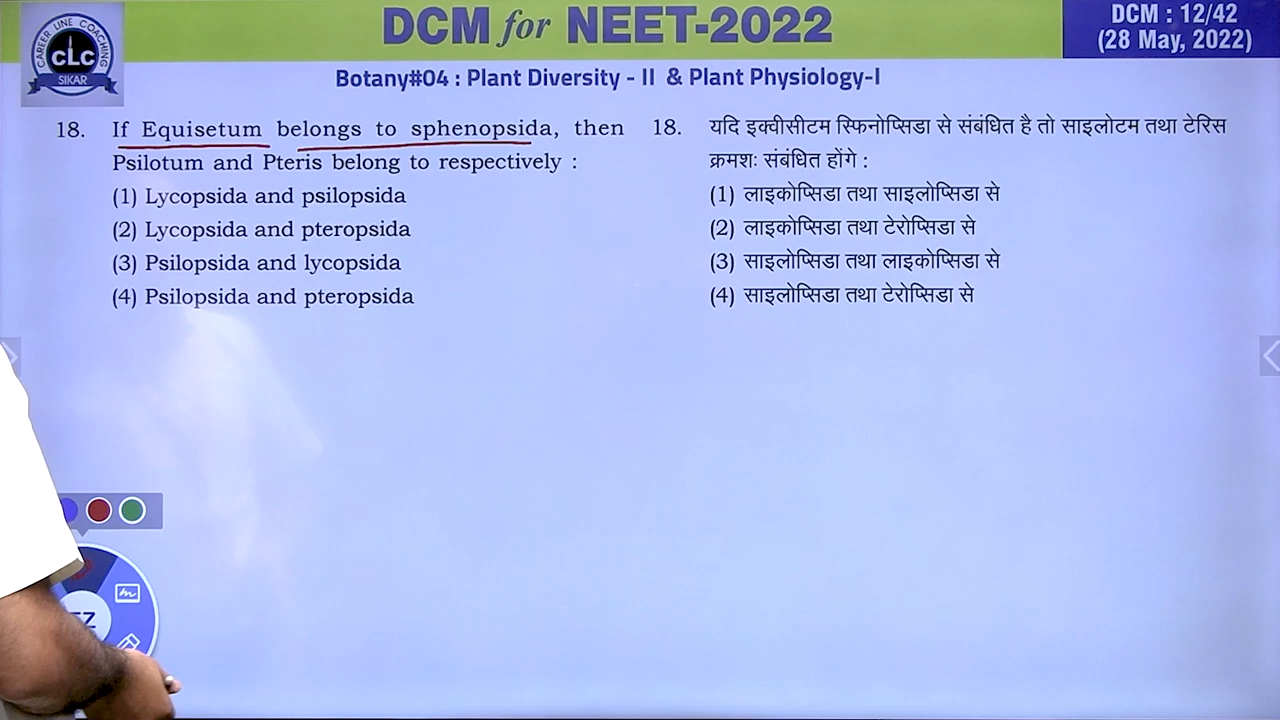 DCM for NEET-2022
DCM : 12/42
(28 May, 2022)
CAREER LINE COACHING
CLC
SIKAR
Botany#04 : Plant Diversity - II & Plant Physiology-I
18. If Equisetum belongs to sphenopsida, then
Psilotum and Pteris belong to respectively :
(1) Lycopsida and psilopsida
(2) Lycopsida and pteropsida
(3) Psilopsida and lycopsida
(4) Psilopsida and pteropsida
18. यदि इक्वीसीटम स्फिनोप्सिडा से संबंधित है तो साइलोटम तथा टेरिस
क्रमशः संबंधित होंगे :
(1) लाइकोप्सिडा तथा साइलोप्सिडा से
(2) लाइकोप्सिडा तथा टेरोप्सिडा से
(3) साइलोप्सिडा तथा लाइकोप्सिडा से
(4) साइलोप्सिडा तथा टेरोप्सिडा से